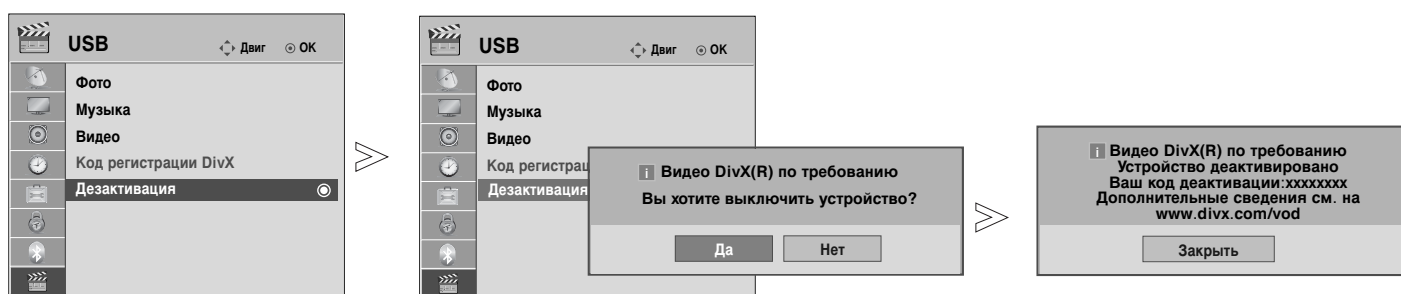 USB
Двиг
OK
Фото
Музыка
Видео
Код регистрации DivX
Дезактивация
USB
Двиг
OK
Фото
Музыка
Видео
Код регистрац
Дезактивация
i Видео DivX(R) по требованию
Вы хотите выключить устройство?
Да
Нет
i Видео DivX(R) по требованию
Устройство деактивировано
Ваш код деактивации:xxxxxxxx
Дополнительные сведения см. на
www.divx.com/vod
Закрыть